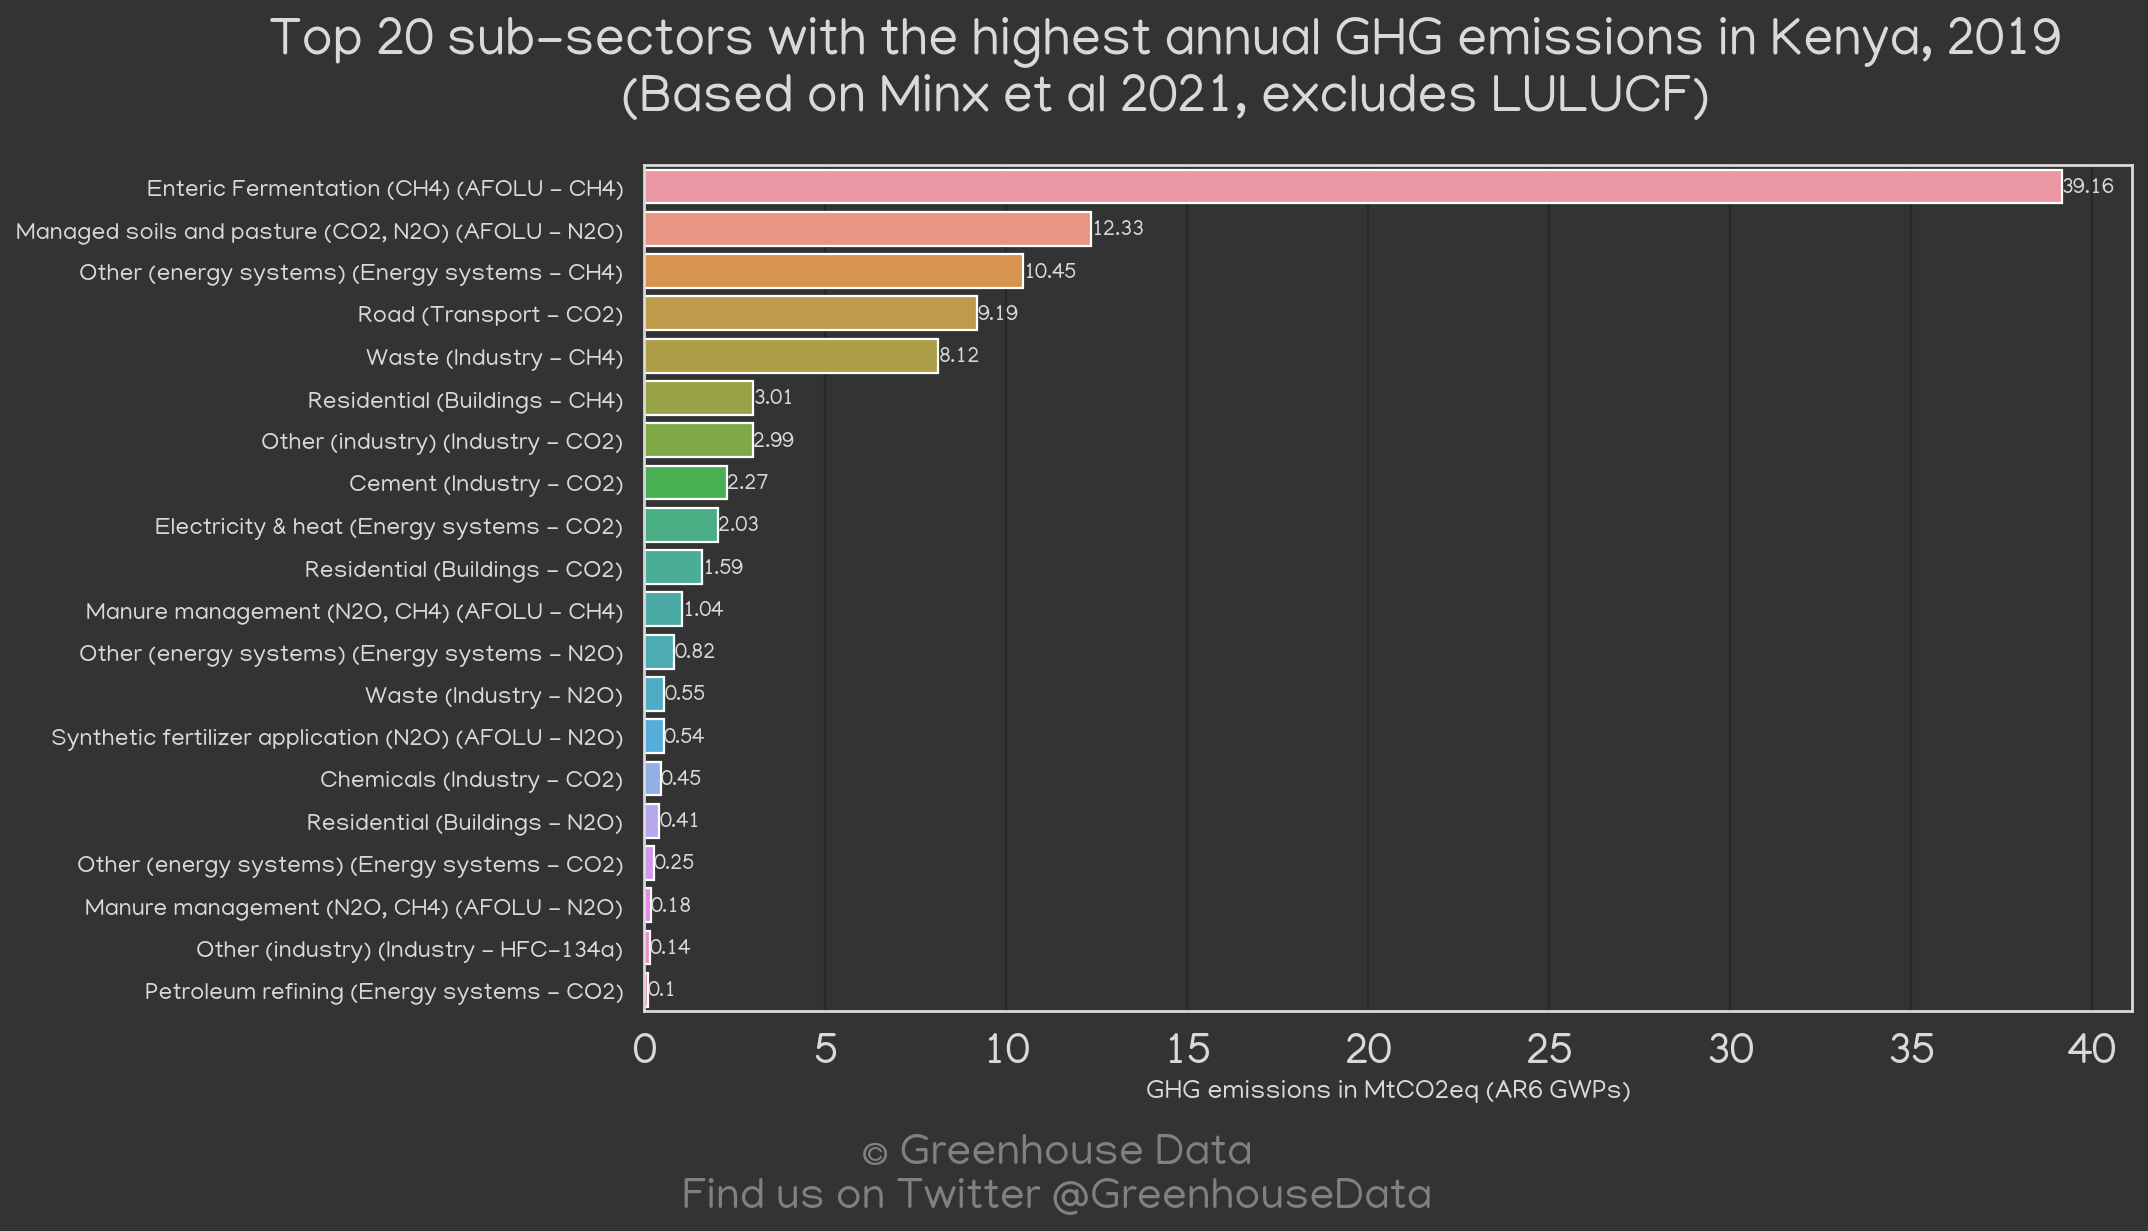 Top 20 sub-sectors with the highest annual GHG emissions in Kenya, 2019
(Based on Minx et al 2021, excludes LULUCF)
Enteric Fermentation (CH4) (AFOLU - CH4) 39.16
Managed soils and pasture (CO2, N2O) (AFOLU - N2O) 12.33
Other (energy systems) (Energy systems - CH4) 10.45
Road (Transport - CO2) 9.19
Waste (Industry - CH4) 8.12
Residential (Buildings - CH4) 3.01
Other (industry) (Industry - CO2) 2.99
Cement (Industry - CO2) 2.27
Electricity & heat (Energy systems - CO2) 2.03
Residential (Buildings - CO2) 1.59
Manure management (N2O, CH4) (AFOLU - CH4) 1.04
Other (energy systems) (Energy systems - N2O) 0.82
Waste (Industry - N2O) 0.55
Synthetic fertilizer application (N2O) (AFOLU - N2O) 0.54
Chemicals (Industry - CO2) 0.45
Residential (Buildings - N2O) 0.41
Other (energy systems) (Energy systems - CO2) 0.25
Manure management (N2O, CH4) (AFOLU - N2O) 0.18
Other (industry) (Industry - HFC-134a) 0.14
Petroleum refining (Energy systems - CO2) 0.1
0 5 10 15 20 25 30 35 40
GHG emissions in MtCO2eq (AR6 GWPs)
© Greenhouse Data
Find us on Twitter @GreenhouseData